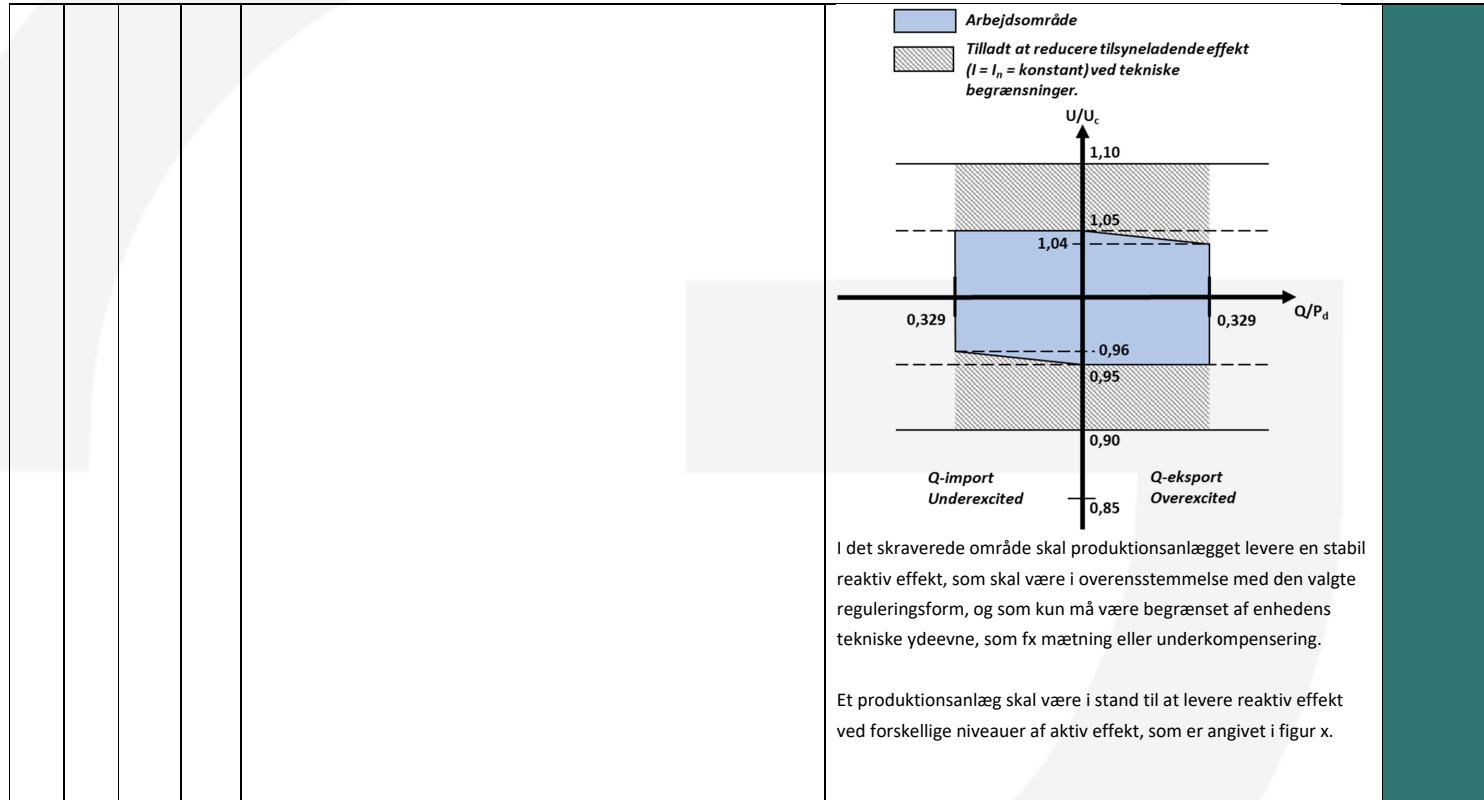 Arbejdsområde
Tilladt at reducere tilsyneladende effekt
(I = Iₙ = konstant) ved tekniske
begrænsninger.
U/U꜀
1,10
1,05
1,04
0,329
0,329
Q/P_d
0,96
0,95
0,90
Q-import
Underexcited
Q-eksport
Overexcited
0,85
I det skraverede område skal produktionsanlægget levere en stabil
reaktiv effekt, som skal være i overensstemmelse med den valgte
reguleringsform, og som kun må være begrænset af enhedens
tekniske ydeevne, som fx mætning eller underkompensering.
Et produktionsanlæg skal være i stand til at levere reaktiv effekt
ved forskellige niveauer af aktiv effekt, som er angivet i figur x.